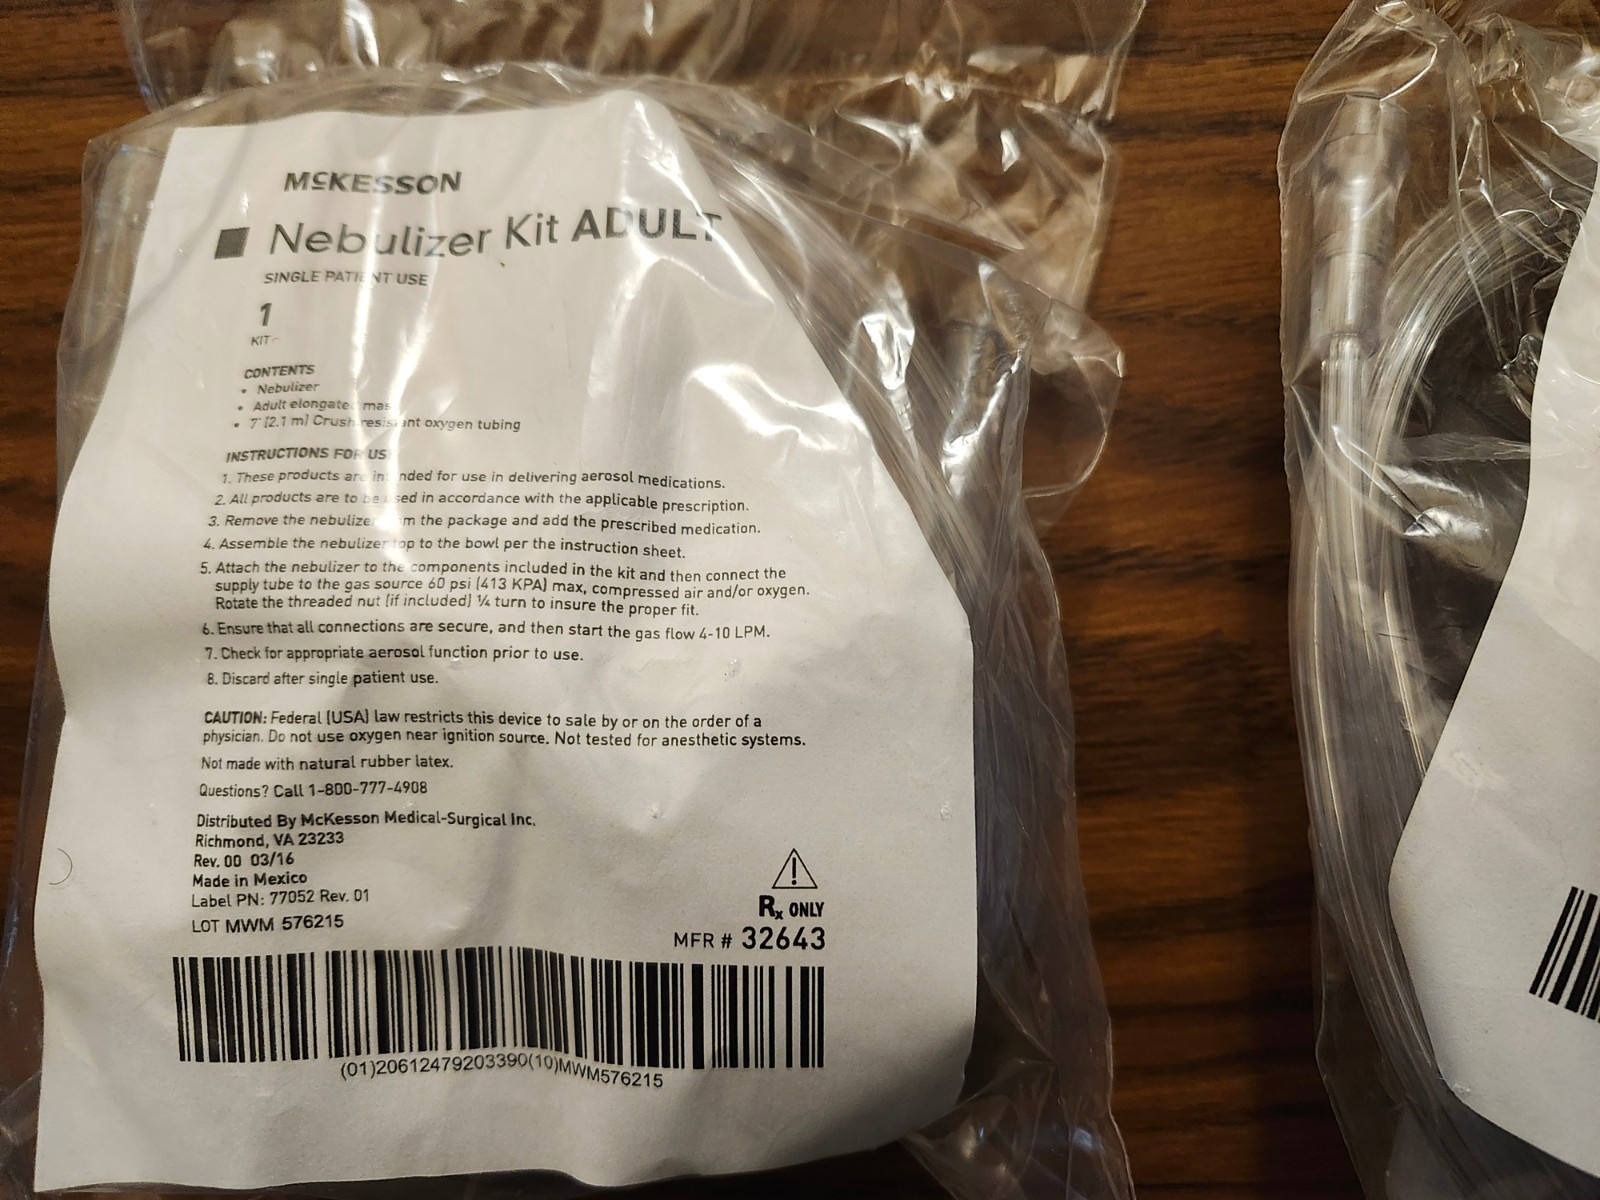 McKESSON
Nebulizer Kit ADULT
SINGLE PATIENT USE
1
KIT
CONTENTS
• Nebulizer
• Adult elongated mas
• 7' (2.1 m) Crush resistant oxygen tubing
INSTRUCTIONS FOR USE
1. These products are intended for use in delivering aerosol medications.
2. All products are to be used in accordance with the applicable prescription.
3. Remove the nebulizer from the package and add the prescribed medication.
4. Assemble the nebulizer top to the bowl per the instruction sheet.
5. Attach the nebulizer to the components included in the kit and then connect the
supply tube to the gas source 60 psi (413 KPA) max, compressed air and/or oxygen.
Rotate the threaded nut (if included) ¼ turn to insure the proper fit.
6. Ensure that all connections are secure, and then start the gas flow 4-10 LPM.
7. Check for appropriate aerosol function prior to use.
8. Discard after single patient use.
CAUTION: Federal (USA) law restricts this device to sale by or on the order of a
physician. Do not use oxygen near ignition source. Not tested for anesthetic systems.
Not made with natural rubber latex.
Questions? Call 1-800-777-4908
Distributed By McKesson Medical-Surgical Inc.
Richmond, VA 23233
Rev. 00 03/16
Made in Mexico
Label PN: 77052 Rev. 01
LOT MWM 576215
Rx ONLY
MFR # 32643
(01)20612479203390(10)MWM576215